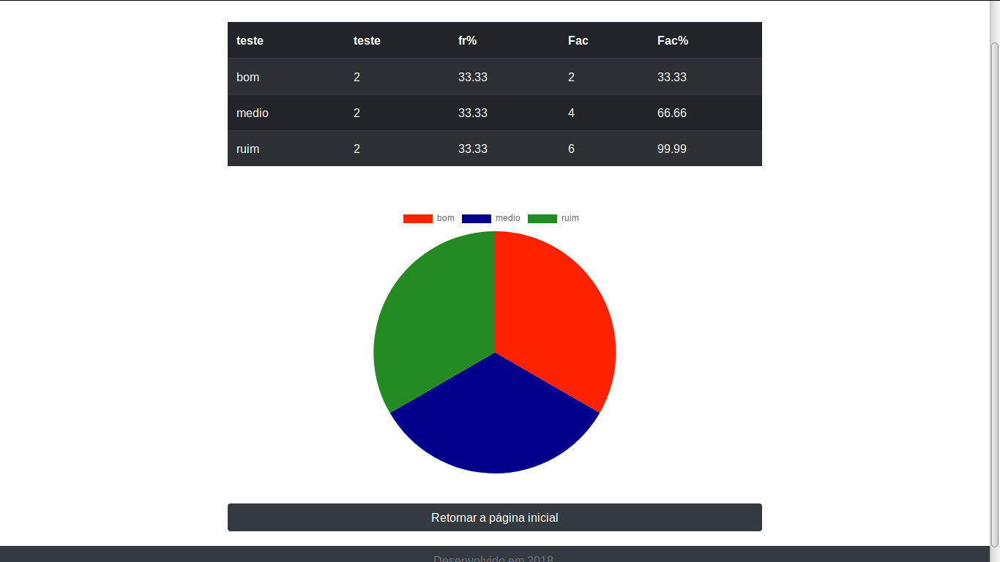 teste teste fr% Fac Fac%
bom 2 33.33 2 33.33
medio 2 33.33 4 66.66
ruim 2 33.33 6 99.99
bom medio ruim
Retornar a página inicial
Desenvolvido em 2018